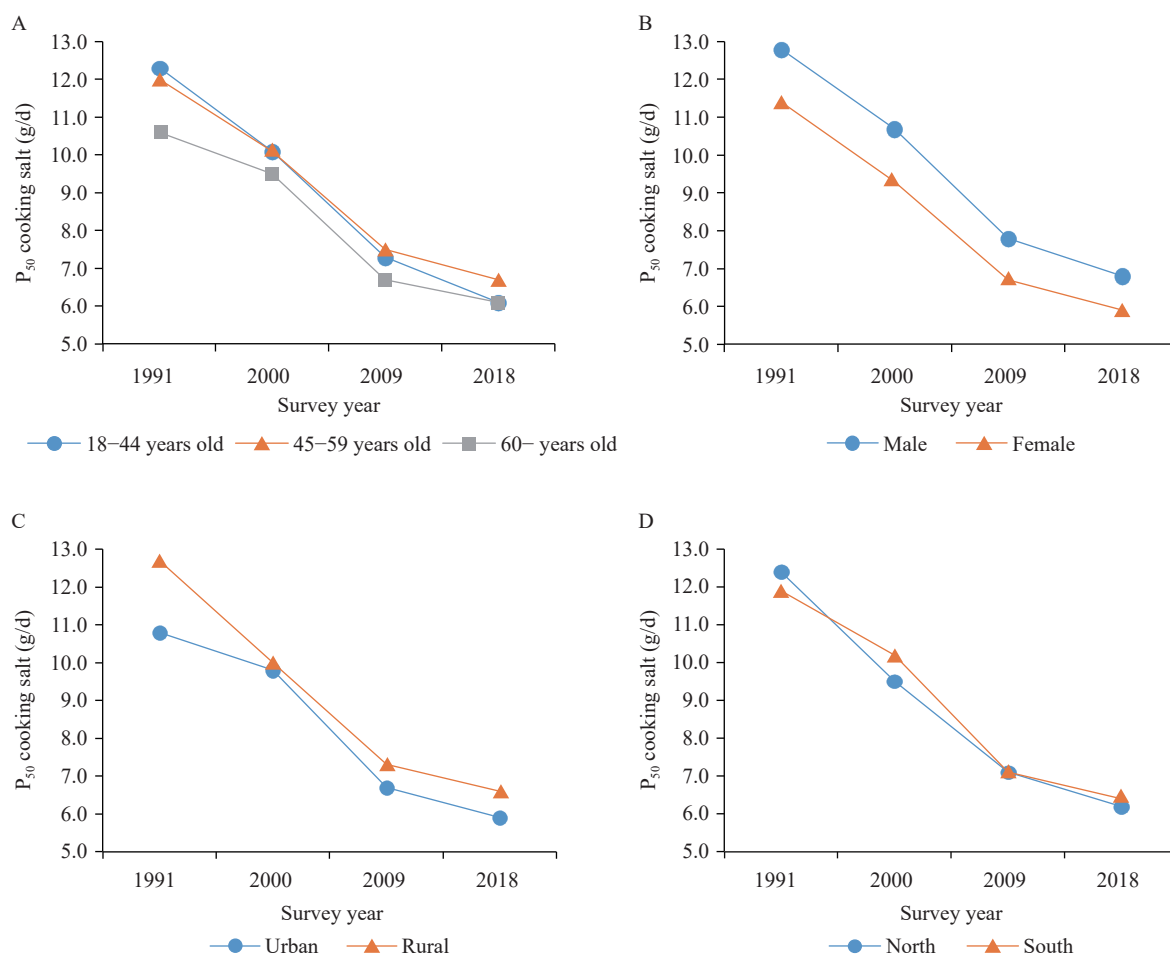 A
13.0
12.0
11.0
10.0
9.0
8.0
7.0
6.0
5.0
P50 cooking salt (g/d)
1991 2000 2009 2018
Survey year
18−44 years old 45−59 years old 60− years old
B
13.0
12.0
11.0
10.0
9.0
8.0
7.0
6.0
5.0
P50 cooking salt (g/d)
1991 2000 2009 2018
Survey year
Male Female
C
13.0
12.0
11.0
10.0
9.0
8.0
7.0
6.0
5.0
P50 cooking salt (g/d)
1991 2000 2009 2018
Survey year
Urban Rural
D
13.0
12.0
11.0
10.0
9.0
8.0
7.0
6.0
5.0
P50 cooking salt (g/d)
1991 2000 2009 2018
Survey year
North South